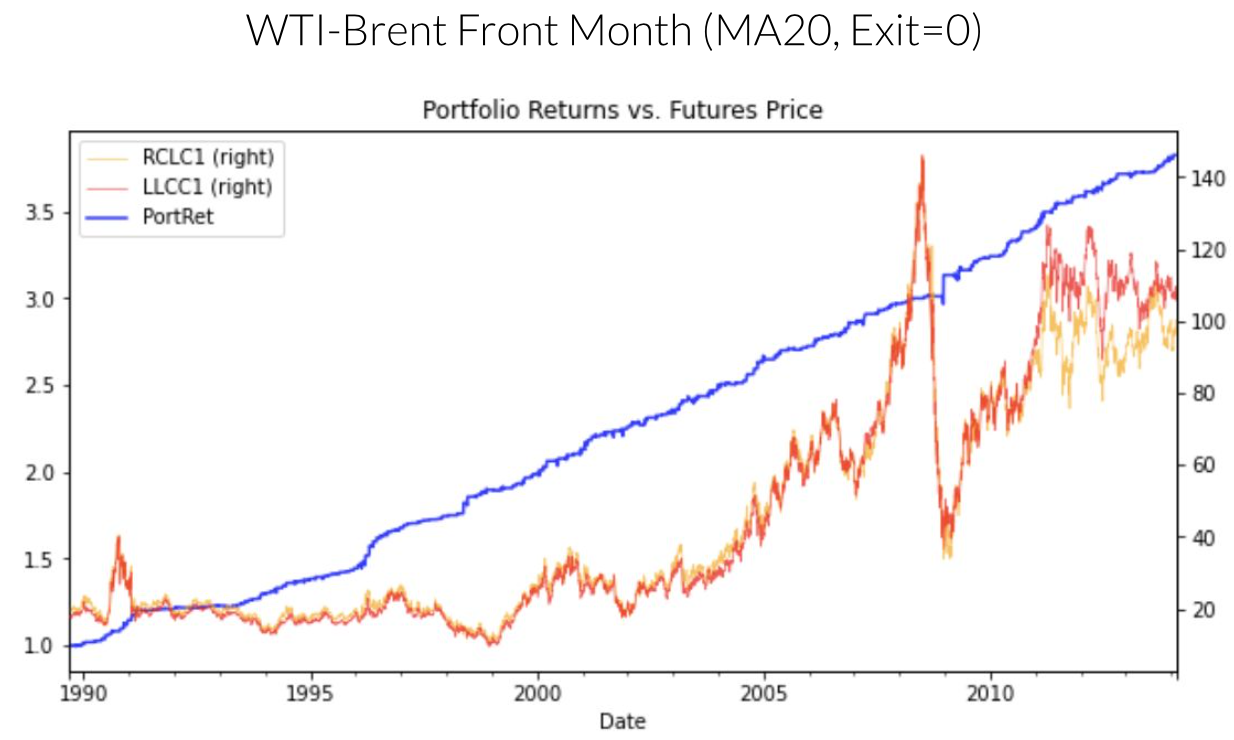 WTI-Brent Front Month (MA20, Exit=0)
Portfolio Returns vs. Futures Price
RCLC1 (right)
LLCC1 (right)
PortRet
3.5
3.0
2.5
2.0
1.5
1.0
140
120
100
80
60
40
20
1990 1995 2000 2005 2010
Date